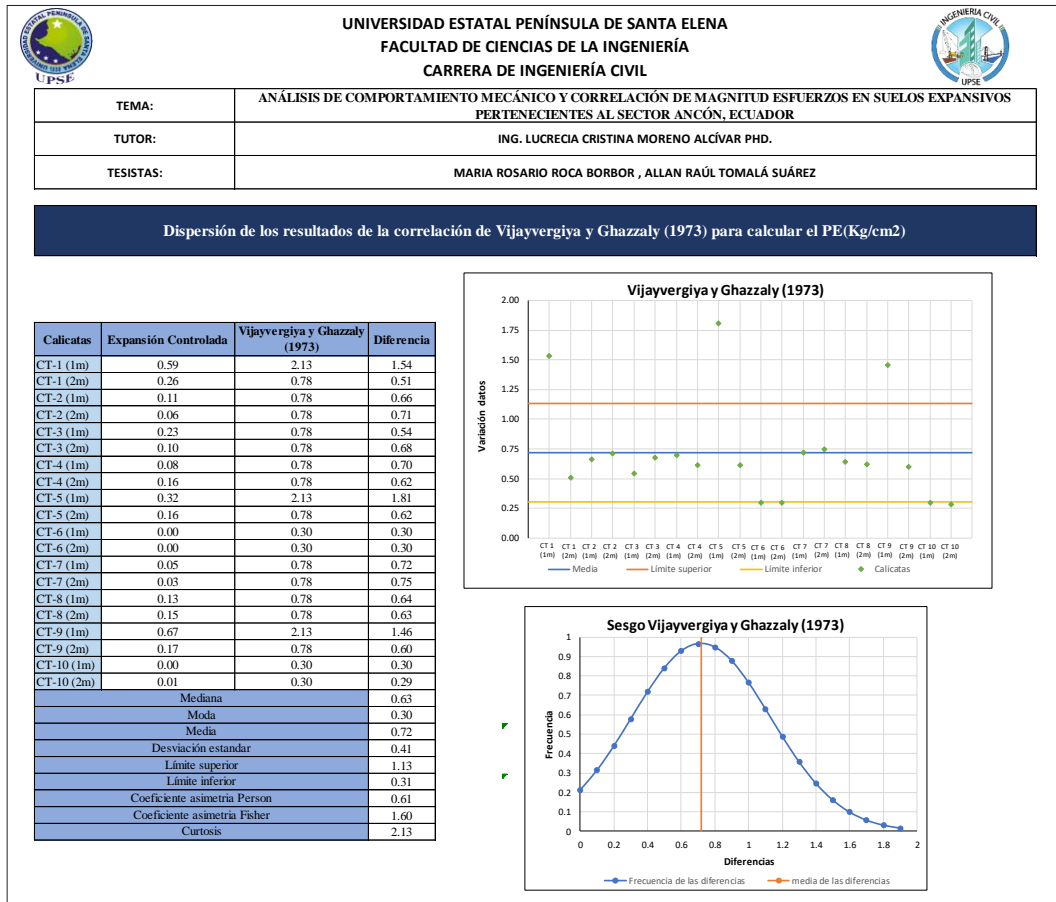 UNIVERSIDAD ESTATAL PENÍNSULA DE SANTA ELENA
FACULTAD DE CIENCIAS DE LA INGENIERÍA
CARRERA DE INGENIERÍA CIVIL
UPSE
INGENIERIA CIVIL
UPSE
TEMA: ANÁLISIS DE COMPORTAMIENTO MECÁNICO Y CORRELACIÓN DE MAGNITUD ESFUERZOS EN SUELOS EXPANSIVOS
PERTENECIENTES AL SECTOR ANCÓN, ECUADOR
TUTOR: ING. LUCRECIA CRISTINA MORENO ALCÍVAR PHD.
TESISTAS: MARIA ROSARIO ROCA BORBOR , ALLAN RAÚL TOMALÁ SUÁREZ
Dispersión de los resultados de la correlación de Vijayvergiya y Ghazzaly (1973) para calcular el PE(Kg/cm2)
Calicatas Expansión Controlada Vijayvergiya y Ghazzaly (1973) Diferencia
CT-1 (1m) 0.59 2.13 1.54
CT-1 (2m) 0.26 0.78 0.51
CT-2 (1m) 0.11 0.78 0.66
CT-2 (2m) 0.06 0.78 0.71
CT-3 (1m) 0.23 0.78 0.54
CT-3 (2m) 0.10 0.78 0.68
CT-4 (1m) 0.08 0.78 0.70
CT-4 (2m) 0.16 0.78 0.62
CT-5 (1m) 0.32 2.13 1.81
CT-5 (2m) 0.16 0.78 0.62
CT-6 (1m) 0.00 0.30 0.30
CT-6 (2m) 0.00 0.30 0.30
CT-7 (1m) 0.05 0.78 0.72
CT-7 (2m) 0.03 0.78 0.75
CT-8 (1m) 0.13 0.78 0.64
CT-8 (2m) 0.15 0.78 0.63
CT-9 (1m) 0.67 2.13 1.46
CT-9 (2m) 0.17 0.78 0.60
CT-10 (1m) 0.00 0.30 0.30
CT-10 (2m) 0.01 0.30 0.29
Mediana 0.63
Moda 0.30
Media 0.72
Desviación estandar 0.41
Límite superior 1.13
Límite inferior 0.31
Coeficiente asimetria Person 0.61
Coeficiente asimetria Fisher 1.60
Curtosis 2.13
Vijayvergiya y Ghazzaly (1973)
Variación datos
2.00
1.75
1.50
1.25
1.00
0.75
0.50
0.25
0.00
CT 1 CT 1 CT 2 CT 2 CT 3 CT 3 CT 4 CT 4 CT 5 CT 5 CT 6 CT 6 CT 7 CT 7 CT 8 CT 8 CT 9 CT 9 CT 10 CT 10
(1m) (2m) (1m) (2m) (1m) (2m) (1m) (2m) (1m) (2m) (1m) (2m) (1m) (2m) (1m) (2m) (1m) (2m) (1m) (2m)
Media Límite superior Límite inferior Calicatas
Sesgo Vijayvergiya y Ghazzaly (1973)
Frecuencia
1
0.9
0.8
0.7
0.6
0.5
0.4
0.3
0.2
0.1
0
0 0.2 0.4 0.6 0.8 1 1.2 1.4 1.6 1.8 2
Diferencias
Frecuencia de las diferencias media de las diferencias